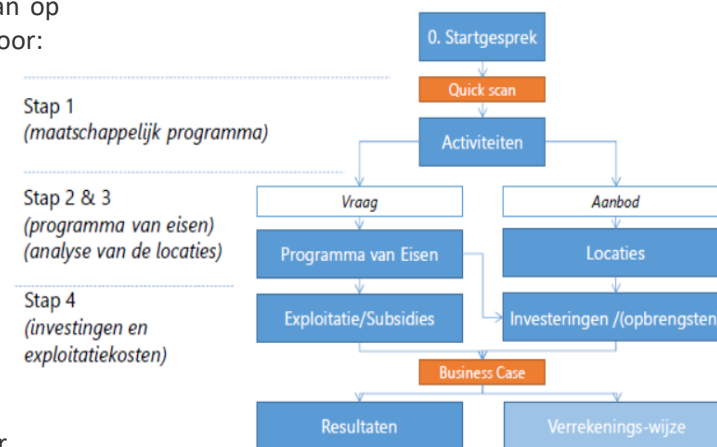 an op
oor:
0. Startgesprek
Quick scan
Stap 1
(maatschappelijk programma)
Activiteiten
Stap 2 & 3
(programma van eisen)
(analyse van de locaties)
Vraag
Aanbod
Programma van Eisen
Locaties
Stap 4
(investingen en
exploitatiekosten)
Exploitatie/Subsidies
Investeringen /(opbrengsten
Business Case
Resultaten
Verrekenings-wijze
r